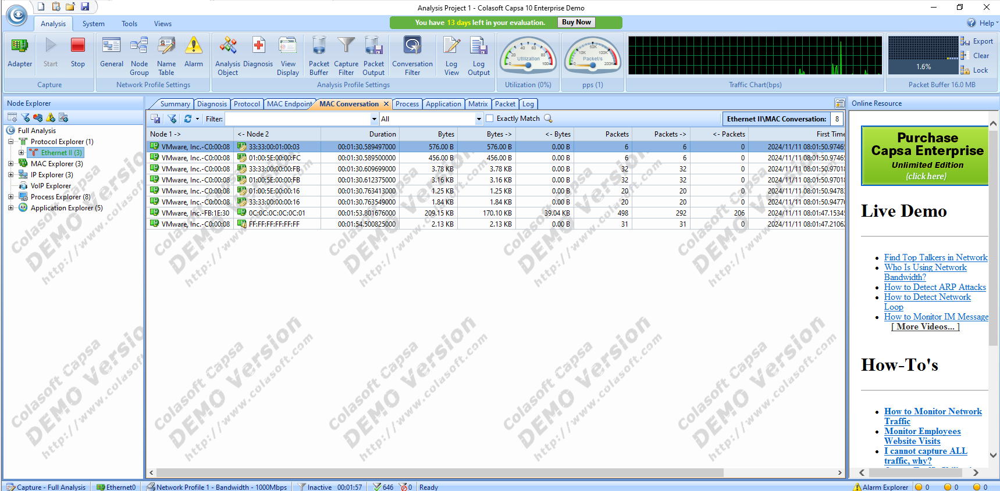 Analysis Project 1 - Colasoft Capsa 10 Enterprise Demo
Analysis System Tools Views
You have 13 days left in your evaluation. Buy Now
Help
Adapter Start Stop
Capture
General Node Group Name Table Alarm
Network Profile Settings
Analysis Object Diagnosis View Display Packet Buffer Capture Filter Packet Output Conversation Filter Log View Log Output
Analysis Profile Settings
20 40 60 80 100 0
Utilization
Utilization (0%)
10K 50K 100K 200K 0
Packet/s
pps (1)
Traffic Chart(bps)
1.6%
Export
Clear
Lock
Packet Buffer 16.0 MB
Node Explorer
Full Analysis
Protocol Explorer (1)
Ethernet II (3)
MAC Explorer (3)
IP Explorer (3)
VoIP Explorer
Process Explorer (8)
Application Explorer (5)
Summary Diagnosis Protocol MAC Endpoint MAC Conversation Process Application Matrix Packet Log
Filter: All Exactly Match Ethernet II\MAC Conversation: 8
Node 1 -> <- Node 2 Duration Bytes Bytes -> <- Bytes Packets Packets -> <- Packets First Time
VMware, Inc.-C0:00:08 33:33:00:01:00:03 00:01:30.589497000 576.00 B 576.00 B 0.00 B 6 6 0 2024/11/11 08:01:50.9746
VMware, Inc.-C0:00:08 01:00:5E:00:00:FC 00:01:30.589500000 456.00 B 456.00 B 0.00 B 6 6 0 2024/11/11 08:01:50.9746
VMware, Inc.-C0:00:08 33:33:00:00:00:FB 00:01:30.609699000 3.78 KB 3.78 KB 0.00 B 32 32 0 2024/11/11 08:01:50.9701
VMware, Inc.-C0:00:08 01:00:5E:00:00:FB 00:01:30.612375000 3.16 KB 3.16 KB 0.00 B 32 32 0 2024/11/11 08:01:50.9701
VMware, Inc.-C0:00:08 01:00:5E:00:00:16 00:01:30.763413000 1.25 KB 1.25 KB 0.00 B 20 20 0 2024/11/11 08:01:50.9478
VMware, Inc.-C0:00:08 33:33:00:00:00:16 00:01:30.763549000 1.84 KB 1.84 KB 0.00 B 20 20 0 2024/11/11 08:01:50.9477
VMware, Inc.-FB:1E:30 0C:0C:0C:0C:0C:01 00:01:53.801676000 209.15 KB 170.10 KB 39.04 KB 498 292 206 2024/11/11 08:01:47.1534
VMware, Inc.-C0:00:08 FF:FF:FF:FF:FF:FF 00:01:54.500825000 2.13 KB 2.13 KB 0.00 B 31 31 0 2024/11/11 08:01:47.2106
Colasoft Capsa
DEMO Version
http://www.colasoft.com
Online Resource
Purchase
Capsa Enterprise
Unlimited Edition
(click here)
Live Demo
Find Top Talkers in Network
Who Is Using Network
Bandwidth?
How to Detect ARP Attacks
How to Detect Network
Loop
How to Monitor IM Message
[ More Videos... ]
How-To's
How to Monitor Network
Traffic
Monitor Employees
Website Visits
I cannot capture ALL
traffic, why?
Capture - Full Analysis Ethernet0 Network Profile 1 - Bandwidth - 1000Mbps Inactive 00:01:57 646 0 Ready Alarm Explorer 0 0 0